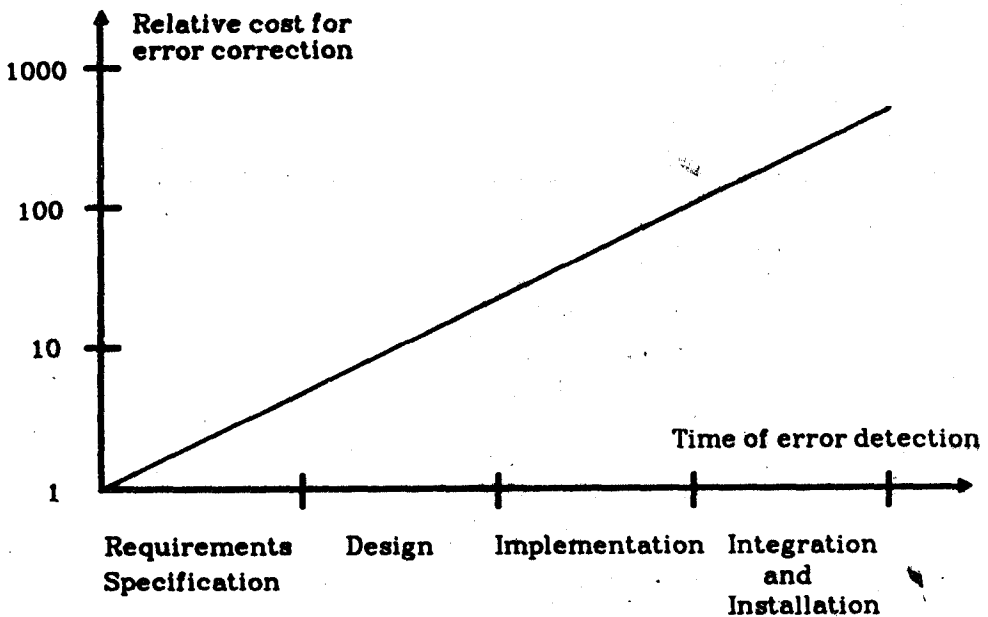 Relative cost for
error correction
1000
100
10
1
Time of error detection
Requirements
Specification
Design
Implementation
Integration
and
Installation